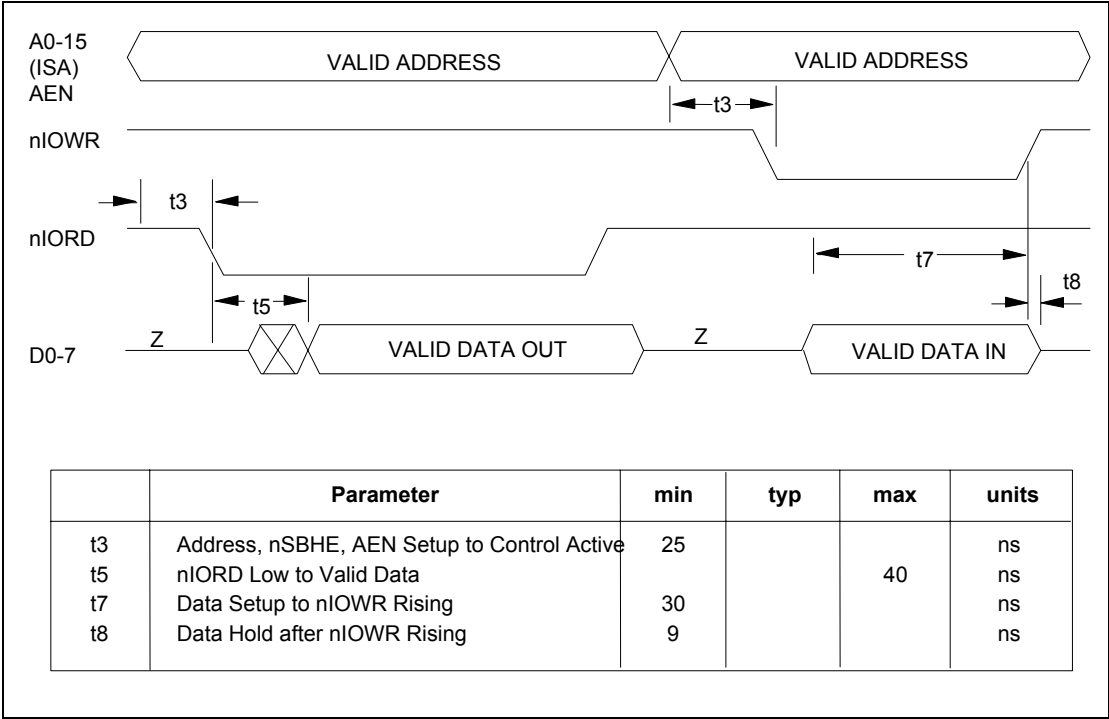 A0-15
(ISA)
AEN
VALID ADDRESS
VALID ADDRESS
t3
nIOWR
t3
nIORD
t7
t8
t5
Z
Z
D0-7
VALID DATA OUT
VALID DATA IN
Parameter min typ max units
t3 Address, nSBHE, AEN Setup to Control Active 25 ns
t5 nIORD Low to Valid Data 40 ns
t7 Data Setup to nIOWR Rising 30 ns
t8 Data Hold after nIOWR Rising 9 ns